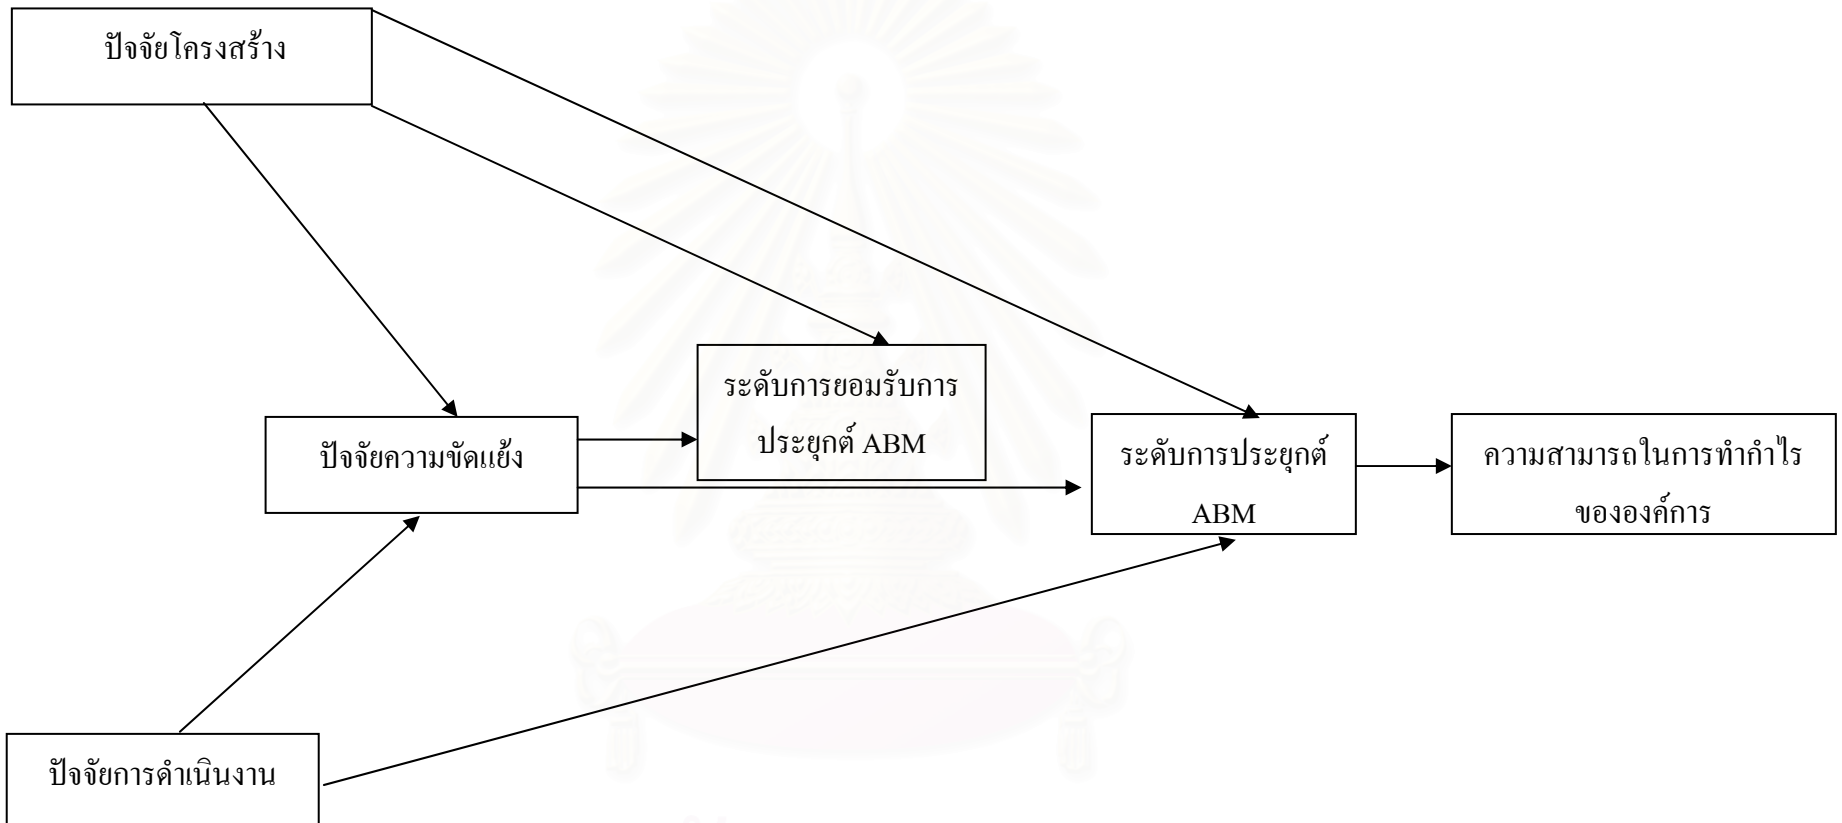 ปัจจัยโครงสร้าง
ระดับการยอมรับการ
ประยุกต์ ABM
ปัจจัยความขัดแย้ง
ระดับการประยุกต์
ABM
ความสามารถในการทำกำไร
ขององค์การ
ปัจจัยการดำเนินงาน